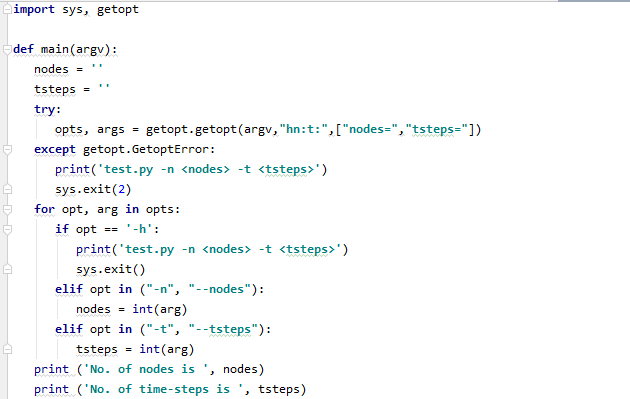 import sys, getopt

def main(argv):
   nodes = ''
   tsteps = ''
   try:
      opts, args = getopt.getopt(argv,"hn:t:",["nodes=","tsteps="])
   except getopt.GetoptError:
      print('test.py -n <nodes> -t <tsteps>')
      sys.exit(2)
   for opt, arg in opts:
      if opt == '-h':
         print('test.py -n <nodes> -t <tsteps>')
         sys.exit()
      elif opt in ("-n", "--nodes"):
         nodes = int(arg)
      elif opt in ("-t", "--tsteps"):
         tsteps = int(arg)
   print ('No. of nodes is ', nodes)
   print ('No. of time-steps is ', tsteps)